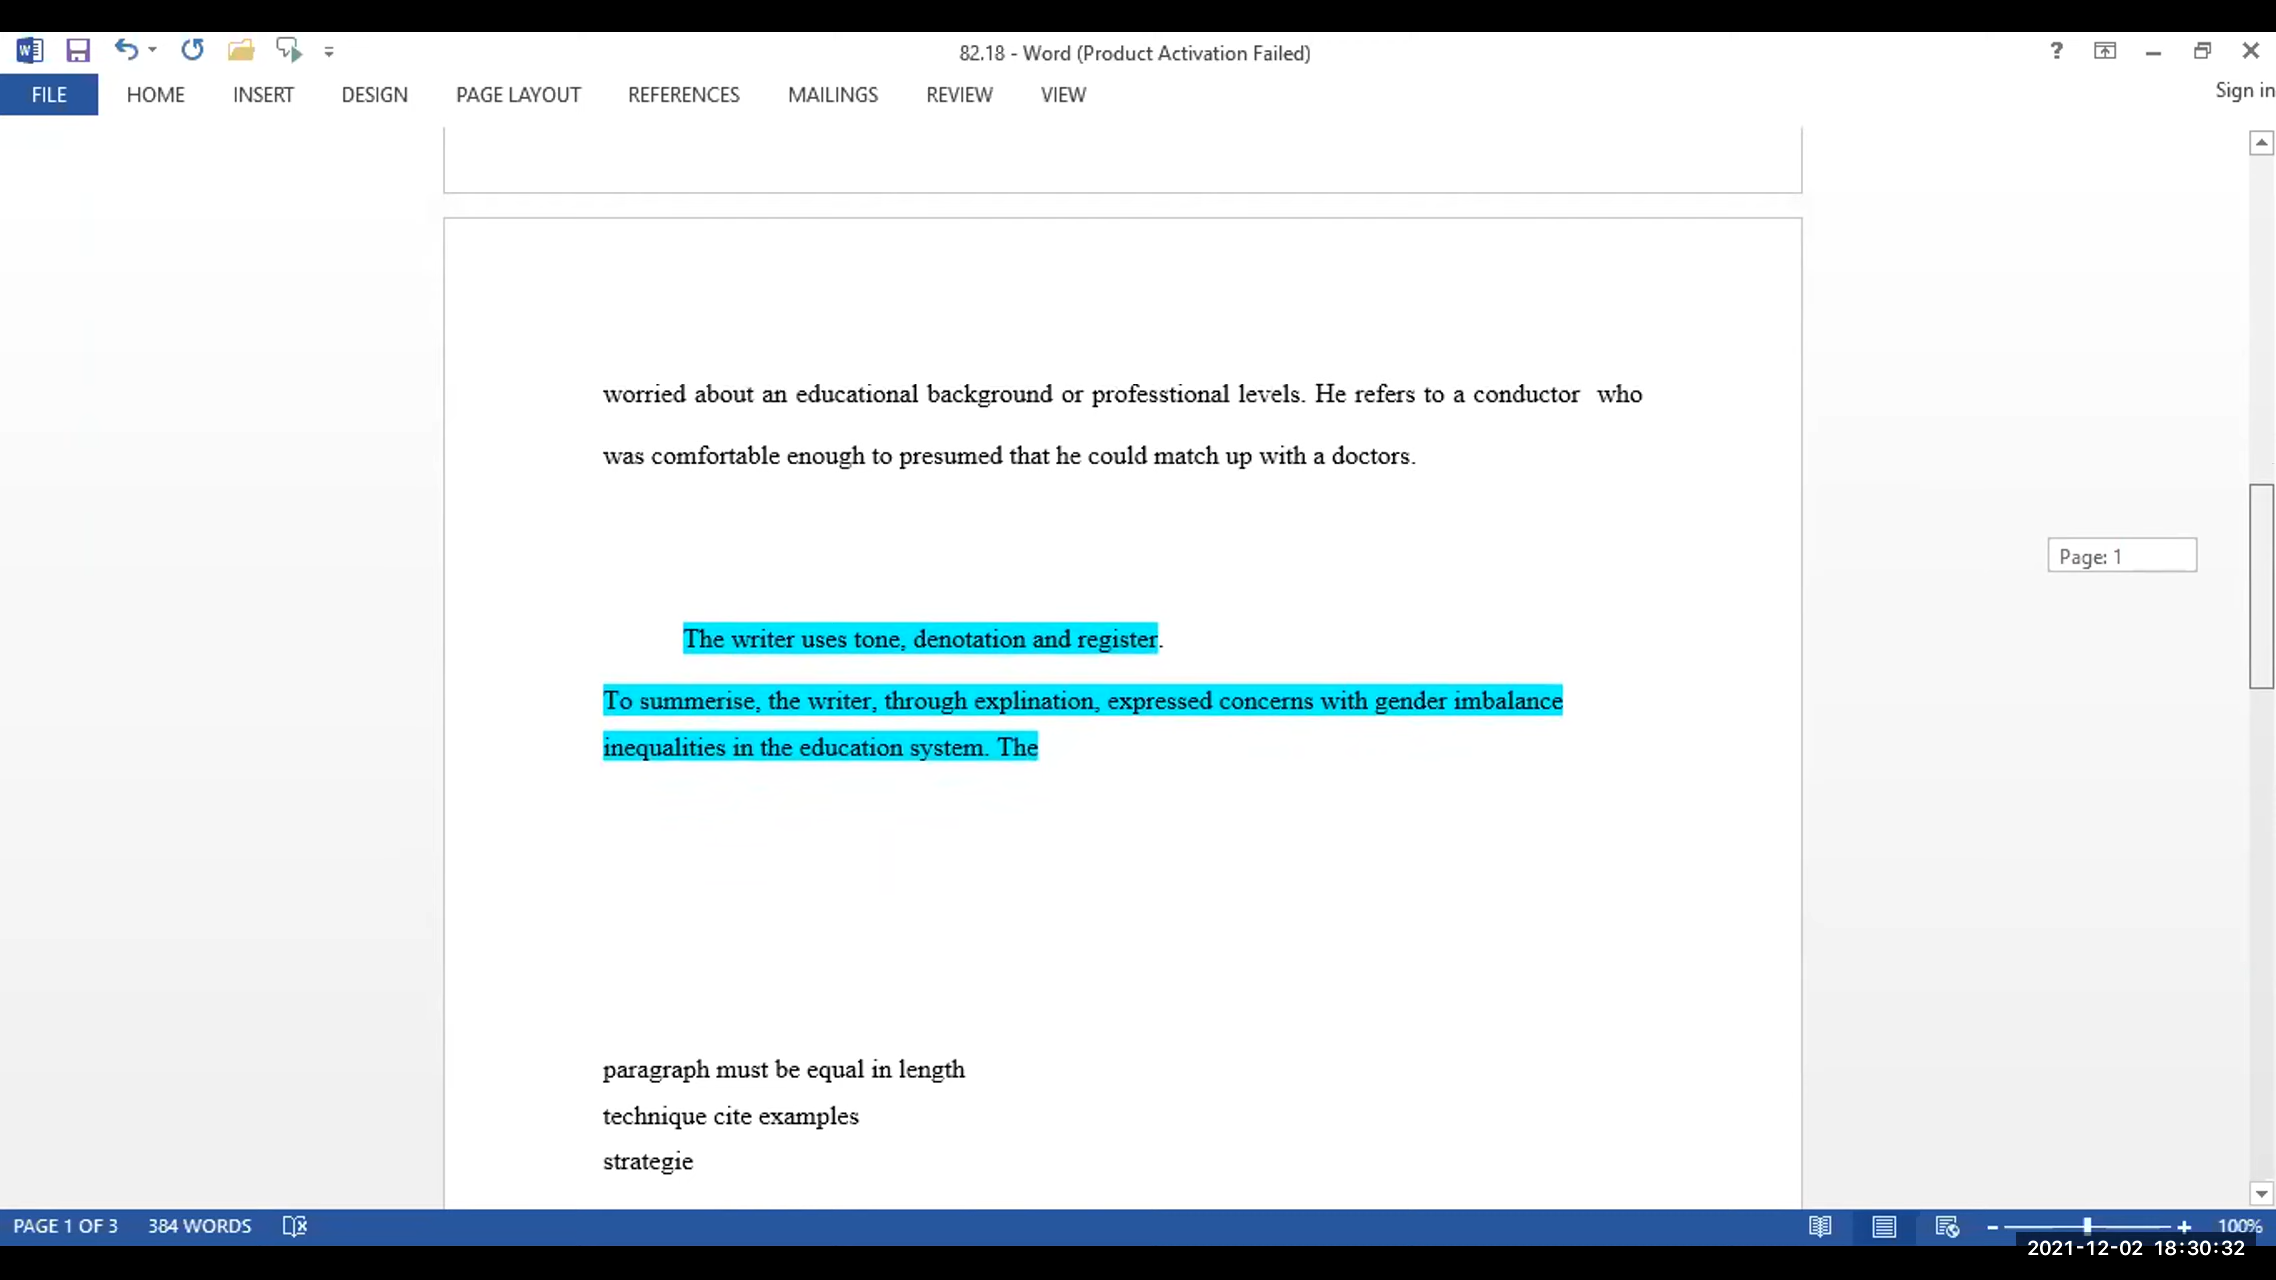 82.18 - Word (Product Activation Failed)
Sign in
FILE HOME INSERT DESIGN PAGE LAYOUT REFERENCES MAILINGS REVIEW VIEW
worried about an educational background or professtional levels. He refers to a conductor who
was comfortable enough to presumed that he could match up with a doctors.
Page: 1
The writer uses tone, denotation and register.
To summerise, the writer, through explination, expressed concerns with gender imbalance
inequalities in the education system. The
paragraph must be equal in length
technique cite examples
strategie
PAGE 1 OF 3 384 WORDS 100%
2021-12-02 18:30:32